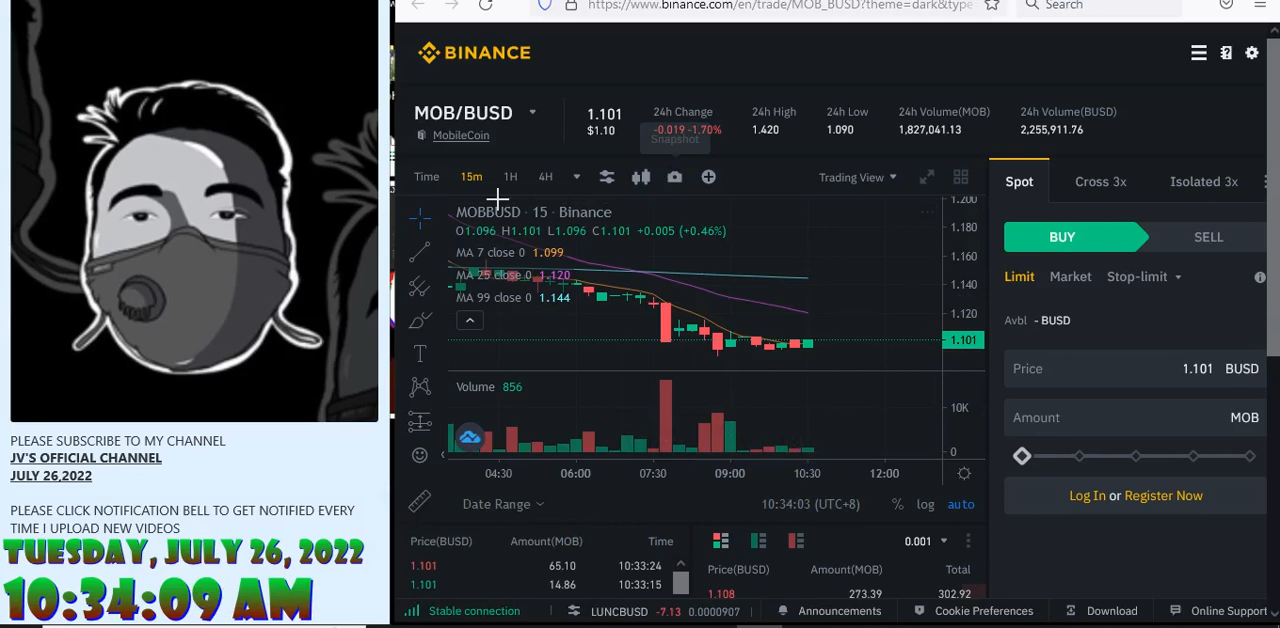 PLEASE SUBSCRIBE TO MY CHANNEL
JV'S OFFICIAL CHANNEL
JULY 26,2022
PLEASE CLICK NOTIFICATION BELL TO GET NOTIFIED EVERY
TIME I UPLOAD NEW VIDEOS
TUESDAY, JULY 26, 2022
10:34:09 AM
https://www.binance.com/en/trade/MOB_BUSD?theme=dark&type
Search
BINANCE
MOB/BUSD
MobileCoin
1.101
$1.10
24h Change
-0.019 -1.70%
24h High
1.420
24h Low
1.090
24h Volume(MOB)
1,827,041.13
24h Volume(BUSD)
2,255,911.76
Snapshot
Time 15m 1H 4H
Trading View
MOBBUSD · 15 · Binance
O1.096 H1.101 L1.096 C1.101 +0.005 (+0.46%)
MA 7 close 0 1.099
MA 25 close 0 1.120
MA 99 close 0 1.144
1.200
1.180
1.160
1.140
1.120
1.101
Volume 856
10K
0
04:30 06:00 07:30 09:00 10:30 12:00
Date Range
10:34:03 (UTC+8) % log auto
Price(BUSD) Amount(MOB) Time
1.101 65.10 10:33:24
1.101 14.86 10:33:15
0.001
Price(BUSD) Amount(MOB) Total
1.108 273.39 302.92
Spot Cross 3x Isolated 3x
BUY SELL
Limit Market Stop-limit
Avbl - BUSD
Price 1.101 BUSD
Amount MOB
Log In or Register Now
Stable connection LUNCBUSD -7.13 0.0000907 Announcements Cookie Preferences Download Online Support